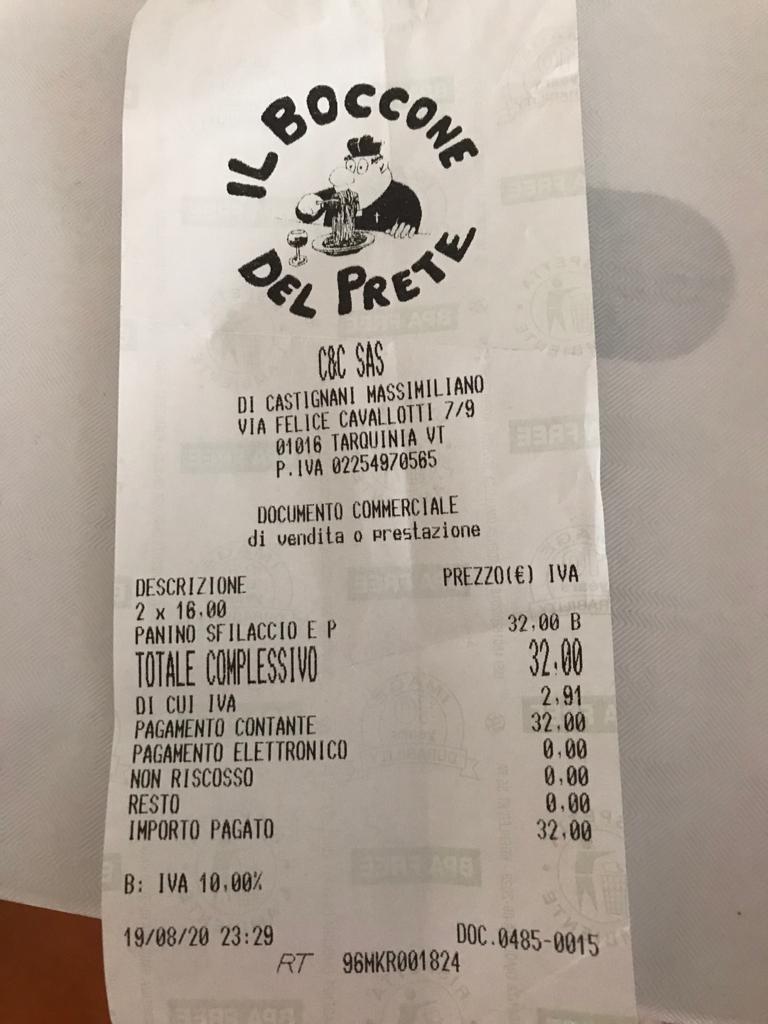 IL BOCCONE
DEL PRETE
C&C SAS
DI CASTIGNANI MASSIMILIANO
VIA FELICE CAVALLOTTI 7/9
01016 TARQUINIA VT
P.IVA 02254970565
DOCUMENTO COMMERCIALE
di vendita o prestazione
DESCRIZIONE PREZZO(€) IVA
2 x 16,00
PANINO SFILACCIO E P 32,00 B
TOTALE COMPLESSIVO 32,00
DI CUI IVA 2,91
PAGAMENTO CONTANTE 32,00
PAGAMENTO ELETTRONICO 0,00
NON RISCOSSO 0,00
RESTO 0,00
IMPORTO PAGATO 32,00
B: IVA 10,00%
19/08/20 23:29 DOC.0485-0015
RT 96MKR001824